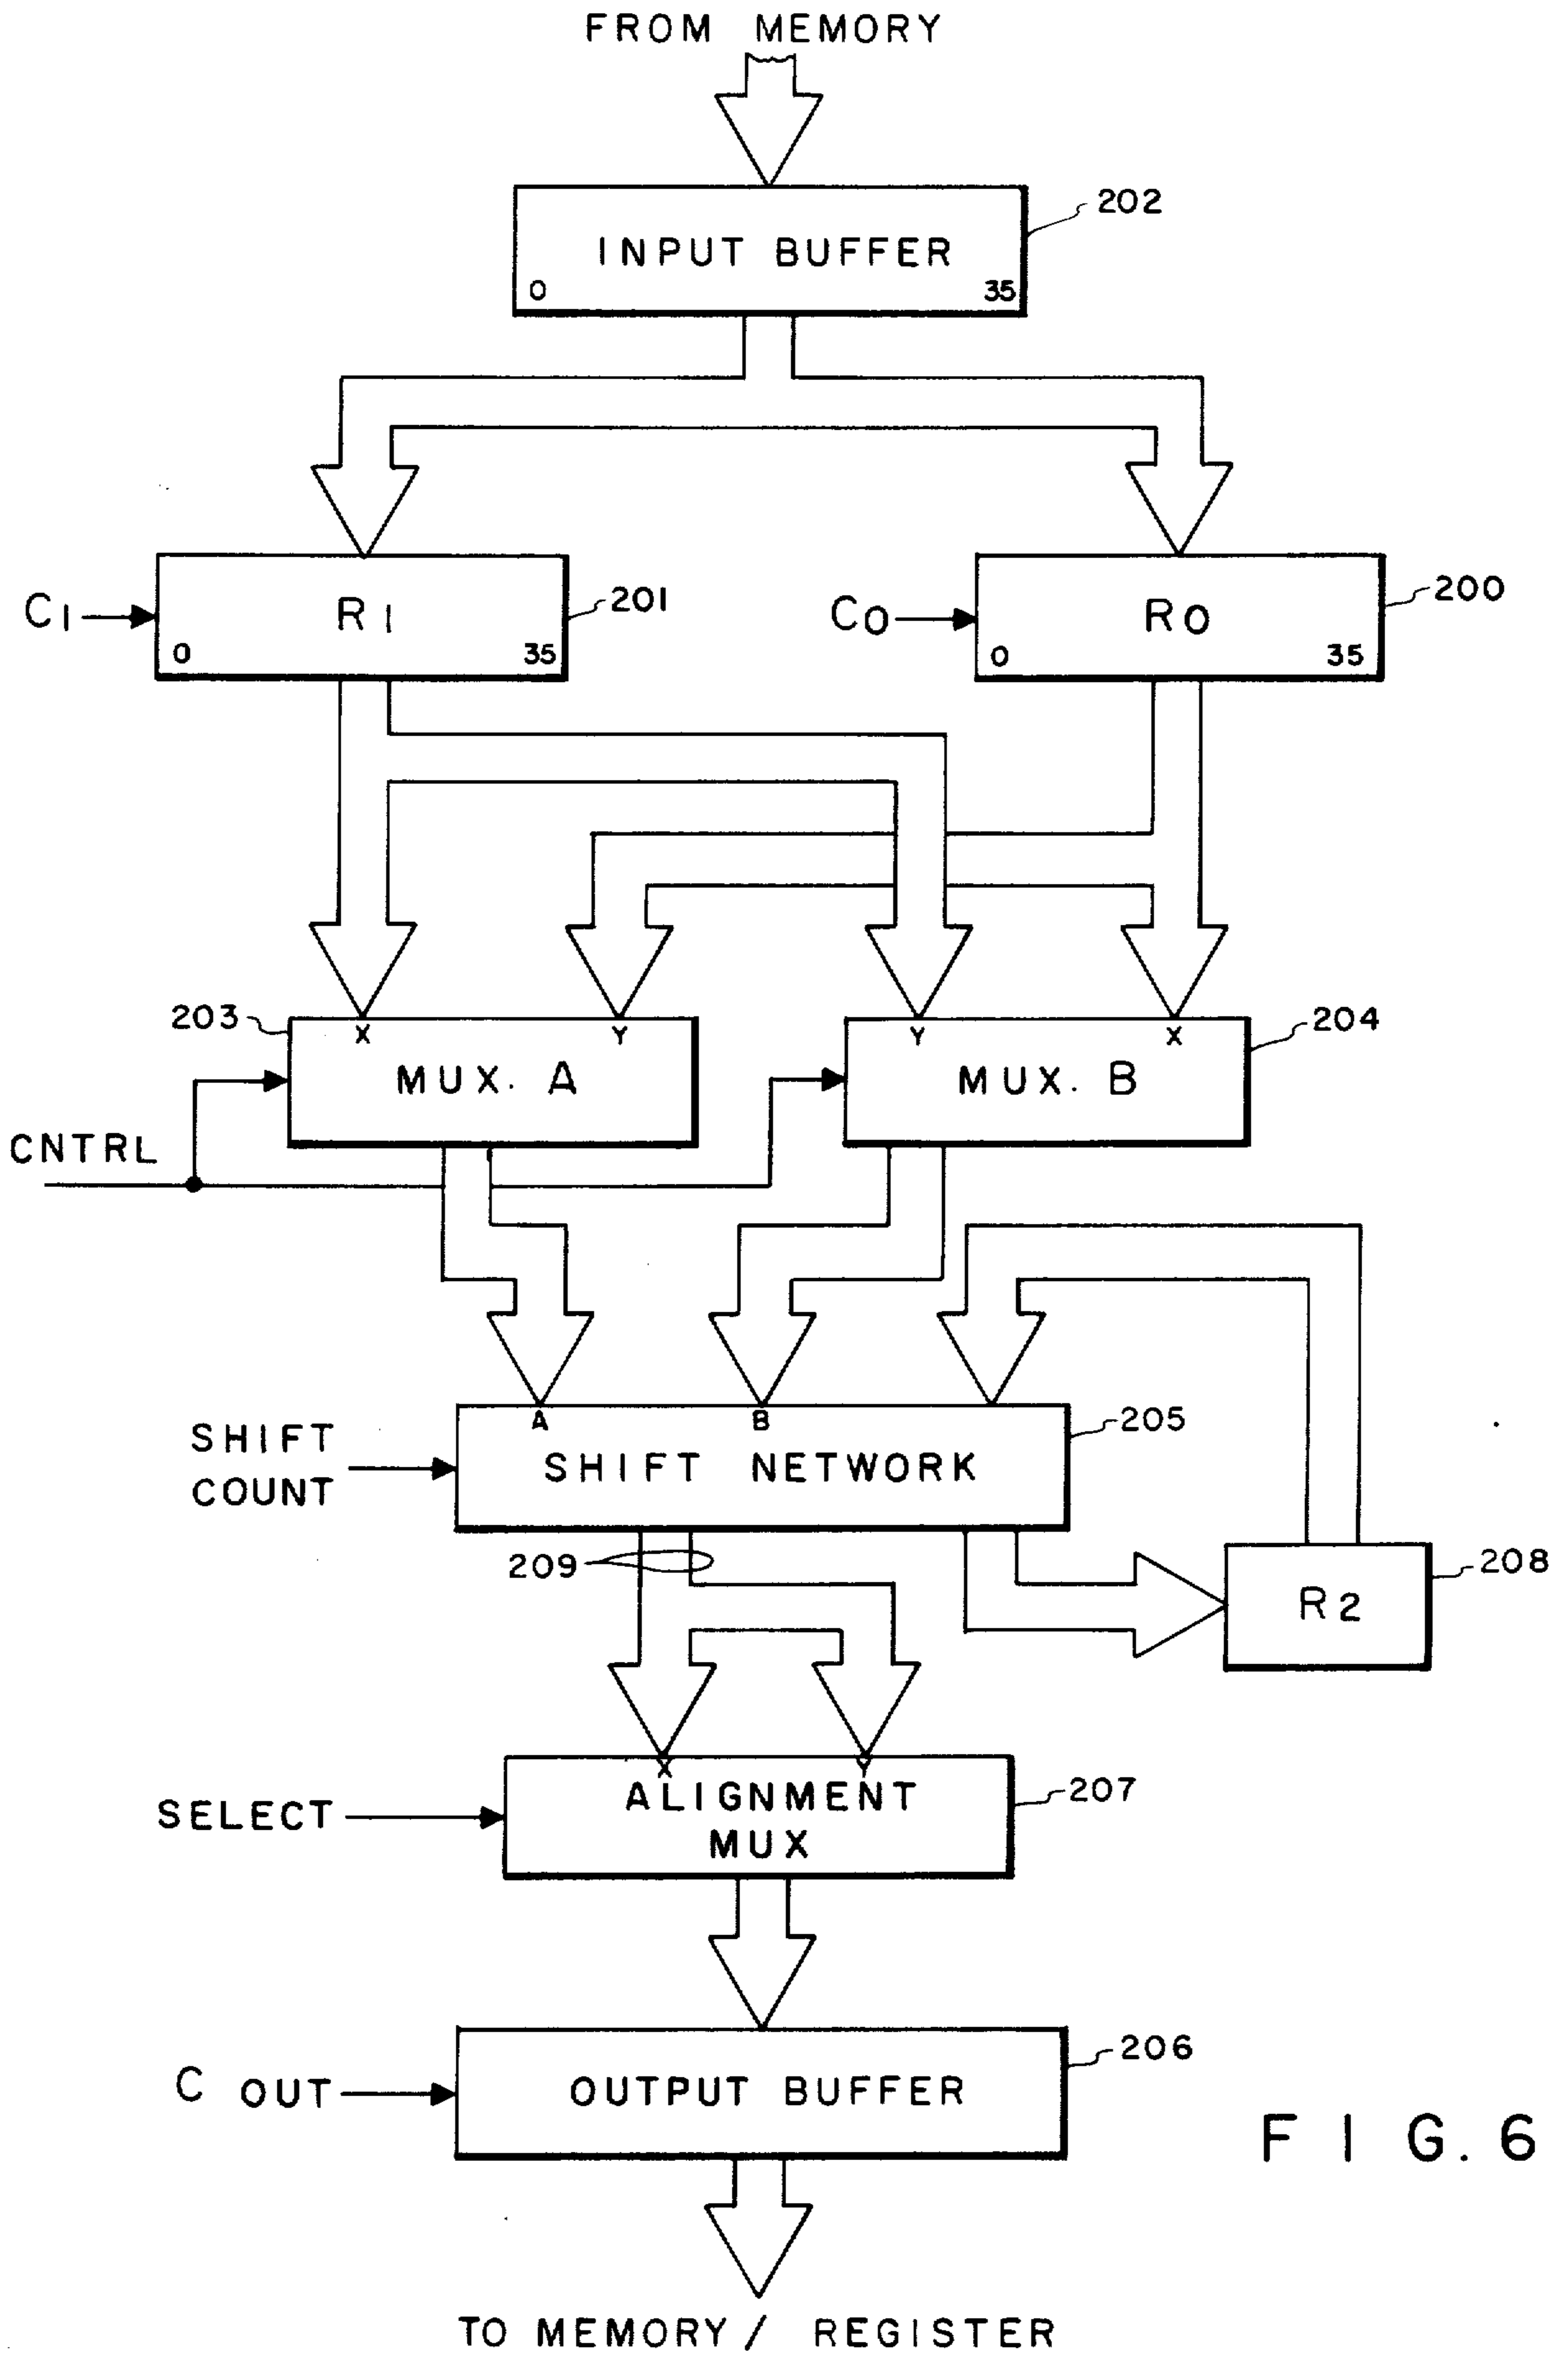 FROM MEMORY
202
INPUT BUFFER
0 35
C1
R1
201
0 35
C0
R0
200
0 35
203
X Y
MUX. A
Y X
204
MUX. B
CNTRL
A B
205
SHIFT COUNT
SHIFT NETWORK
209
R2
208
X Y
ALIGNMENT
MUX
207
SELECT
206
C OUT
OUTPUT BUFFER
FIG. 6
TO MEMORY / REGISTER